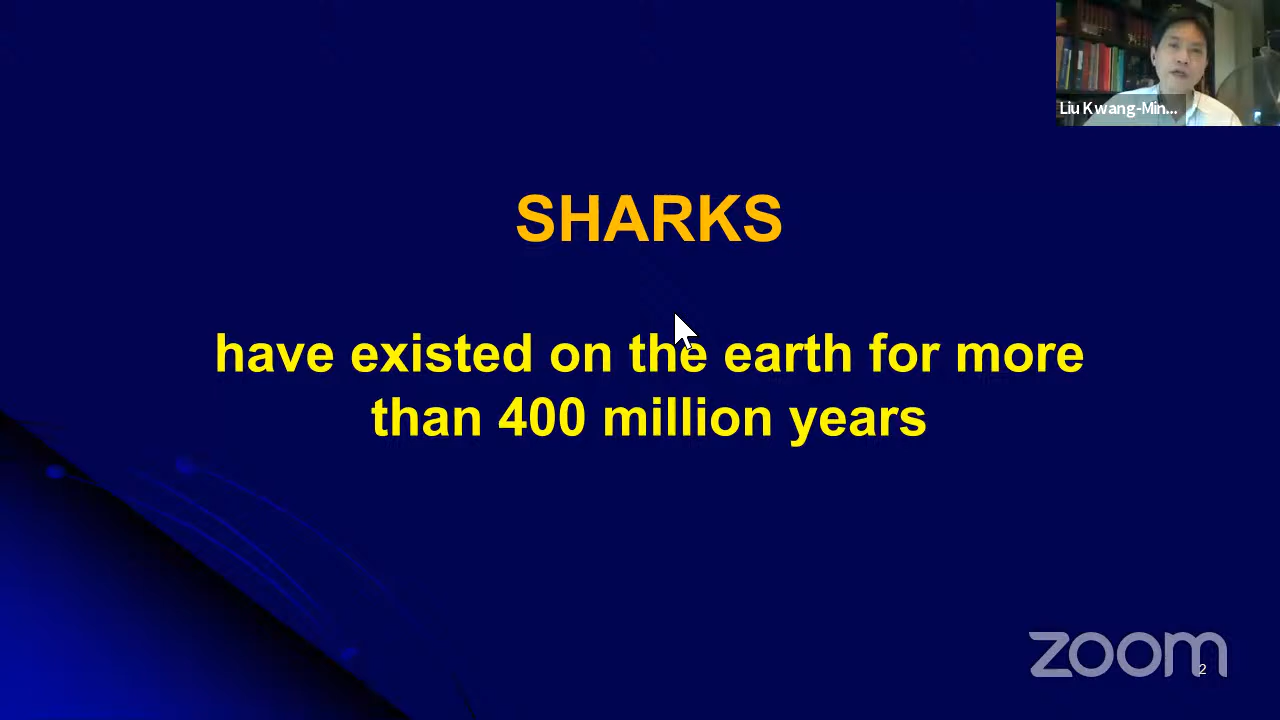 Liu Kwang-Min...
SHARKS
have existed on the earth for more
than 400 million years
zoom
2